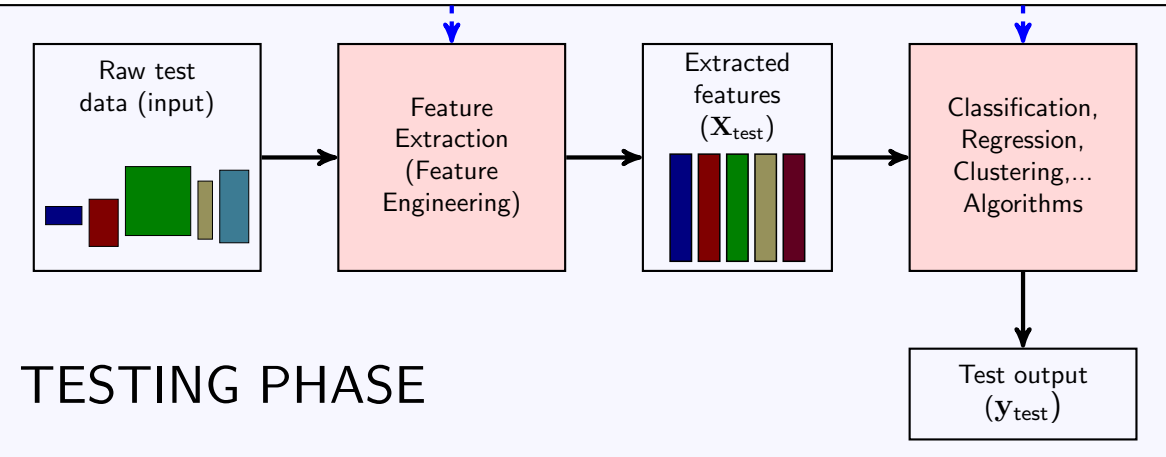 Raw test
data (input)
Feature
Extraction
(Feature
Engineering)
Extracted
features
(X_test)
Classification,
Regression,
Clustering,...
Algorithms
TESTING PHASE
Test output
(y_test)